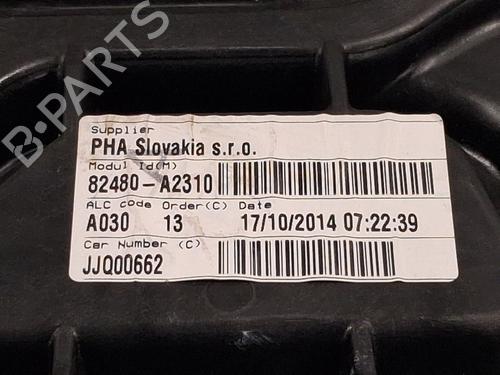 B-PARTS
Supplier
PHA Slovakia s.r.o.
Modul Id(M)
82480-A2310
ALC code Order(C) Date
A030 13 17/10/2014 07:22:39
Car Number (C)
JJQ00662